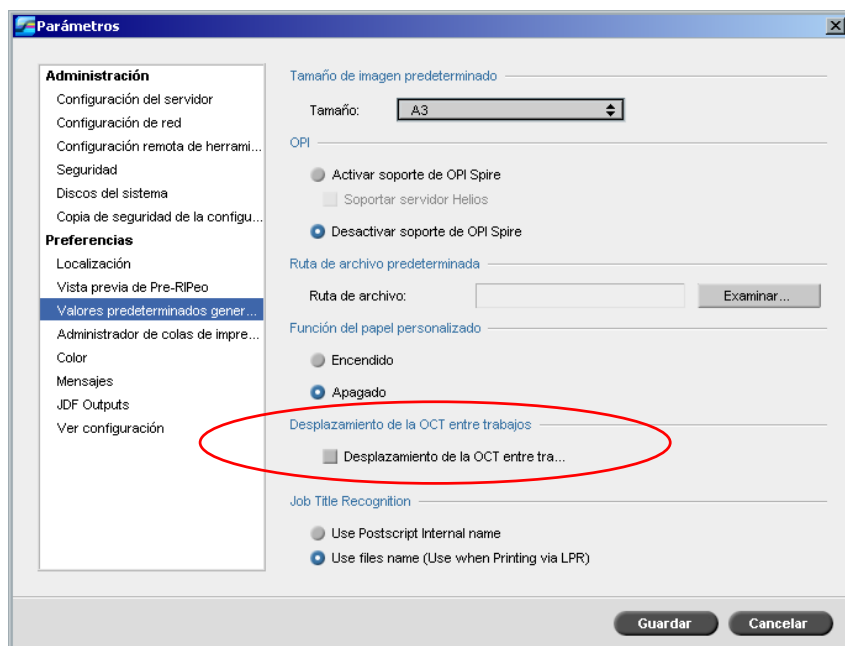 Parámetros
Administración
Configuración del servidor
Configuración de red
Configuración remota de herrami...
Seguridad
Discos del sistema
Copia de seguridad de la configu...
Preferencias
Localización
Vista previa de Pre-RIPeo
Valores predeterminados gener...
Administrador de colas de impre...
Color
Mensajes
JDF Outputs
Ver configuración
Tamaño de imagen predeterminado
Tamaño: A3
OPI
Activar soporte de OPI Spire
Soportar servidor Helios
Desactivar soporte de OPI Spire
Ruta de archivo predeterminada
Ruta de archivo: Examinar...
Función del papel personalizado
Encendido
Apagado
Desplazamiento de la OCT entre trabajos
Desplazamiento de la OCT entre tra...
Job Title Recognition
Use Postscript Internal name
Use files name (Use when Printing via LPR)
Guardar Cancelar